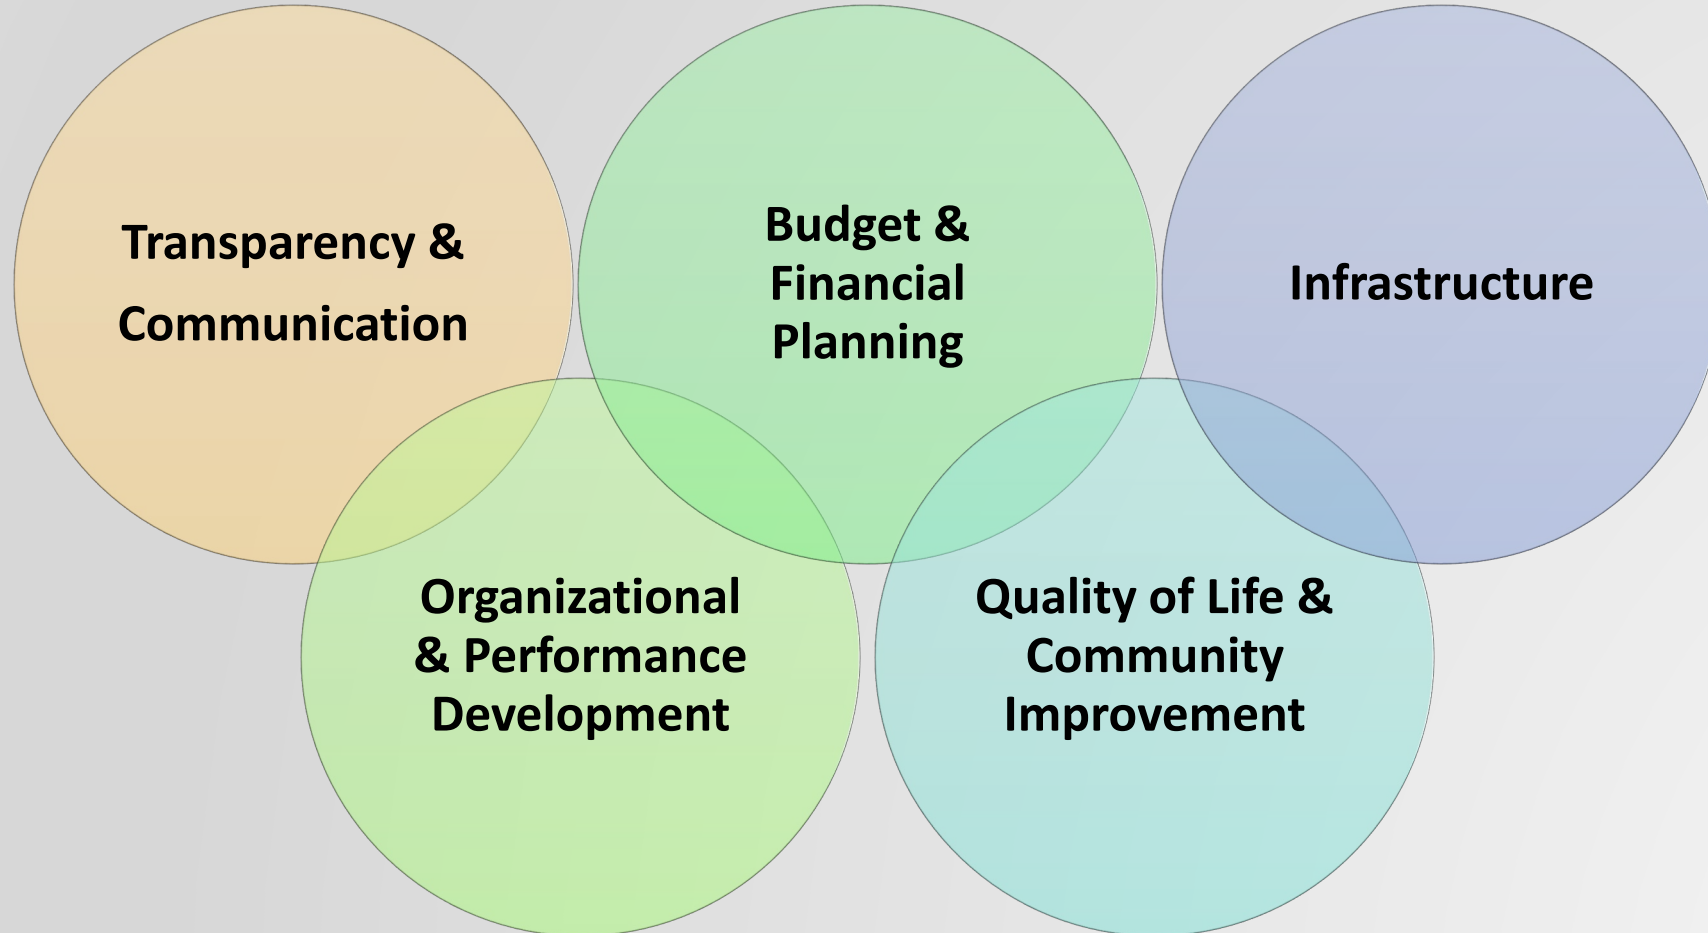 Transparency &
Communication
Budget &
Financial
Planning
Infrastructure
Organizational
& Performance
Development
Quality of Life &
Community
Improvement